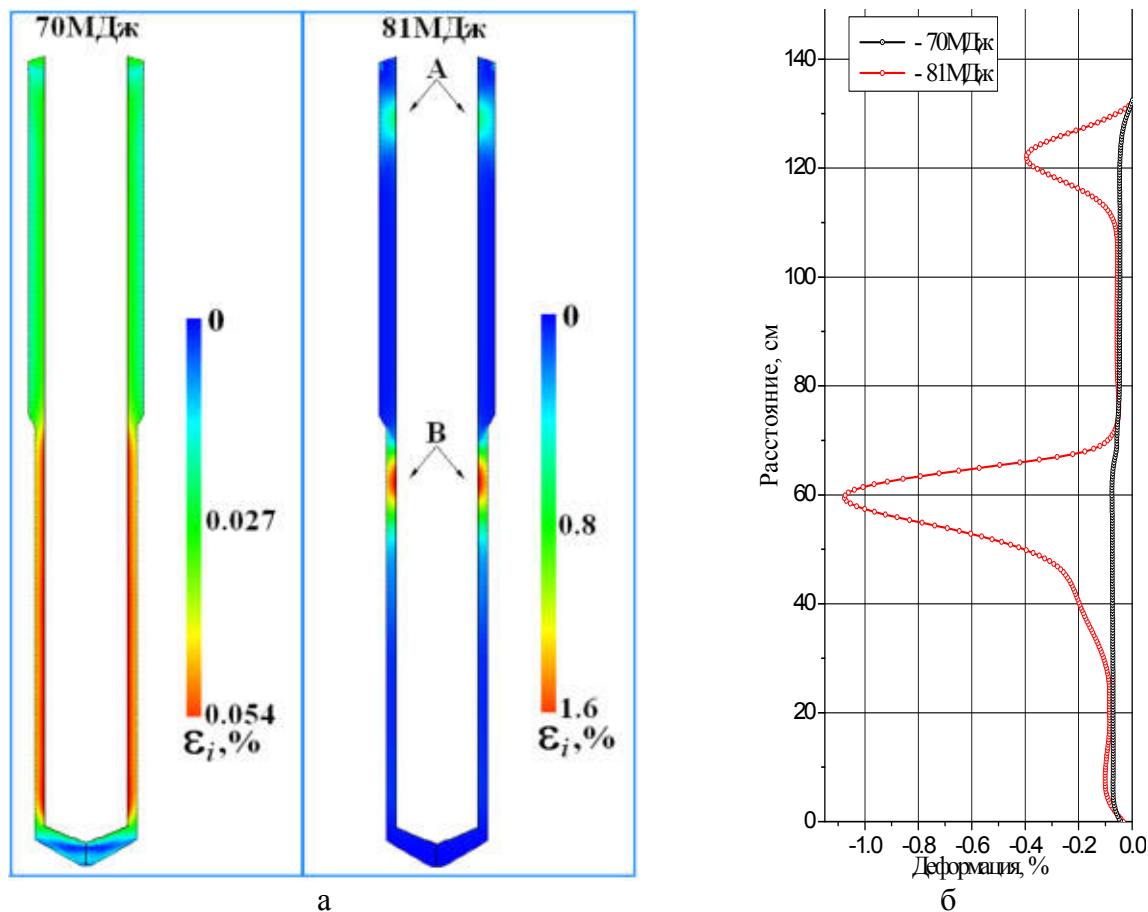 70МДж
81МДж
A
B
0
0.027
0.054
εi,%
0
0.8
1.6
εi,%
а
- 70МДж
- 81МДж
140
120
100
80
60
40
20
0
Расстояние, см
-1.0 -0.8 -0.6 -0.4 -0.2 0.0
Деформация, %
б